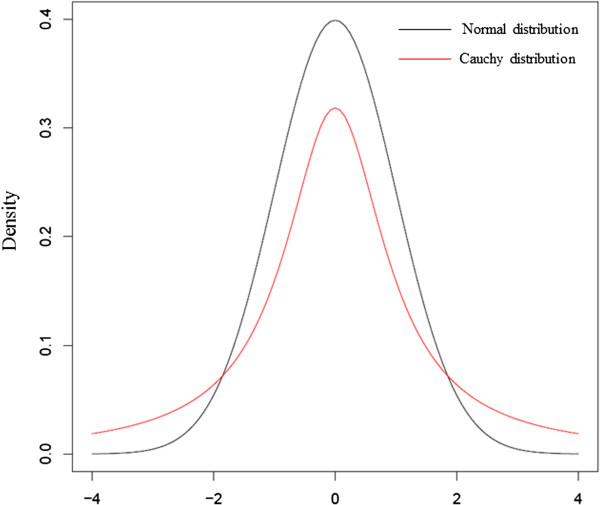 0.4
Normal distribution
Cauchy distribution
0.3
Density
0.2
0.1
0.0
−4 −2 0 2 4